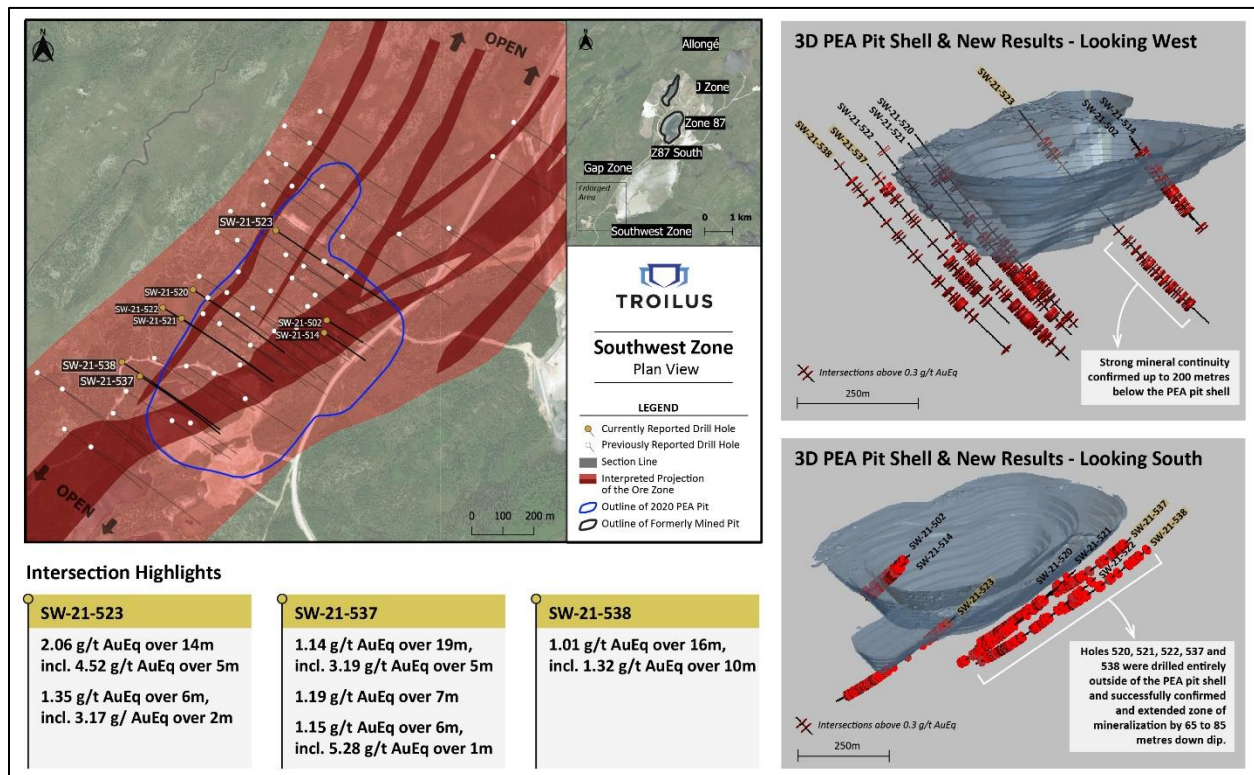 N
OPEN
SW-21-523
SW-21-520
SW-21-522
SW-21-521
SW-21-502
SW-21-514
SW-21-538
SW-21-537
OPEN
0 100 200 m
N
Allongé
J Zone
Zone 87
Z87 South
Gap Zone
Enlarged
Area
0 1 km
Southwest Zone
TROILUS
Southwest Zone
Plan View
LEGEND
Currently Reported Drill Hole
Previously Reported Drill Hole
Section Line
Interpreted Projection
of the Ore Zone
Outline of 2020 PEA Pit
Outline of Formerly Mined Pit
Intersection Highlights
SW-21-523
2.06 g/t AuEq over 14m
incl. 4.52 g/t AuEq over 5m
1.35 g/t AuEq over 6m,
incl. 3.17 g/ AuEq over 2m
SW-21-537
1.14 g/t AuEq over 19m,
incl. 3.19 g/t AuEq over 5m
1.19 g/t AuEq over 7m
1.15 g/t AuEq over 6m,
incl. 5.28 g/t AuEq over 1m
SW-21-538
1.01 g/t AuEq over 16m,
incl. 1.32 g/t AuEq over 10m
3D PEA Pit Shell & New Results - Looking West
SW-21-523
SW-21-520
SW-21-521
SW-21-522
SW-21-537
SW-21-538
SW-21-514
SW-21-502
Intersections above 0.3 g/t AuEq
250m
Strong mineral continuity
confirmed up to 200 metres
below the PEA pit shell
3D PEA Pit Shell & New Results - Looking South
SW-21-502
SW-21-514
SW-21-523
SW-21-520
SW-21-521
SW-21-522
SW-21-537
SW-21-538
Intersections above 0.3 g/t AuEq
250m
Holes 520, 521, 522, 537 and
538 were drilled entirely
outside of the PEA pit shell
and successfully confirmed
and extended zone of
mineralization by 65 to 85
metres down dip.